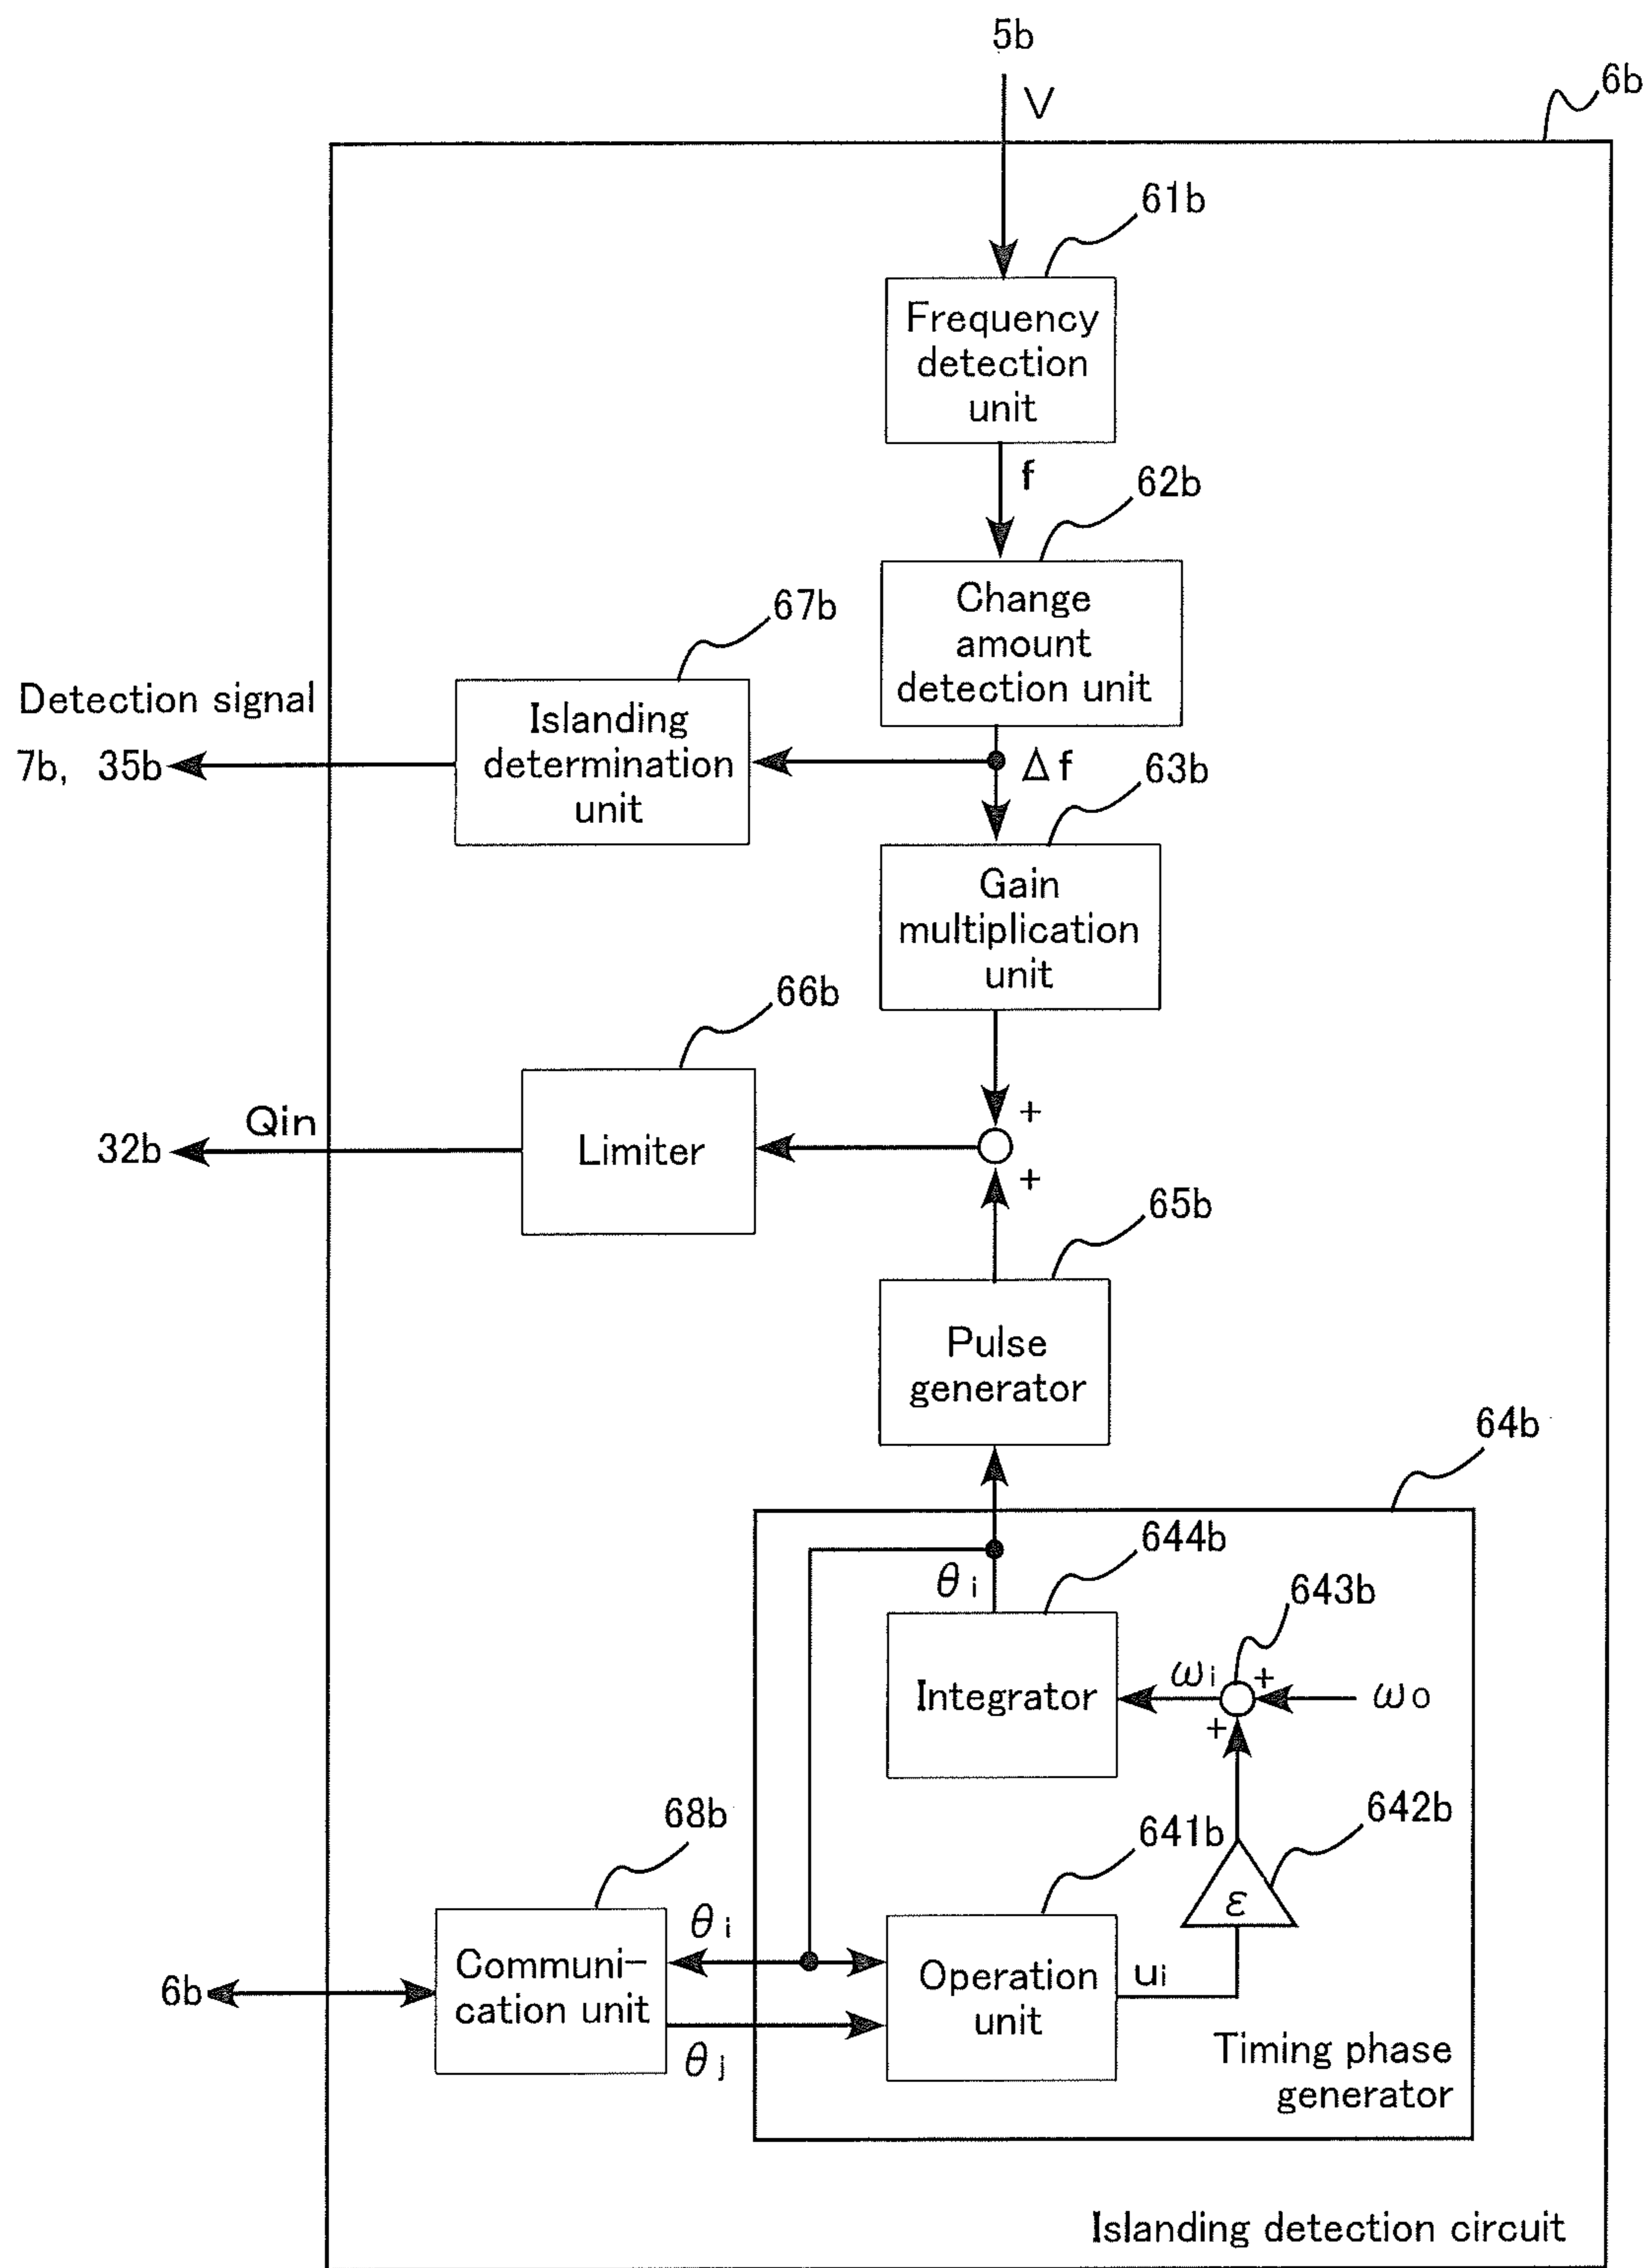 5b
V
6b
61b
Frequency
detection
unit
f
62b
Change
amount
detection unit
67b
Detection signal
7b, 35b
Islanding
determination
unit
Δf
63b
Gain
multiplication
unit
66b
Qin
32b
Limiter
+
+
65b
Pulse
generator
64b
644b
θi
643b
Integrator
ωi
+
+
ωo
642b
ε
68b
641b
6b
Communi-
cation unit
θi
θj
Operation
unit
ui
Timing phase
generator
Islanding detection circuit